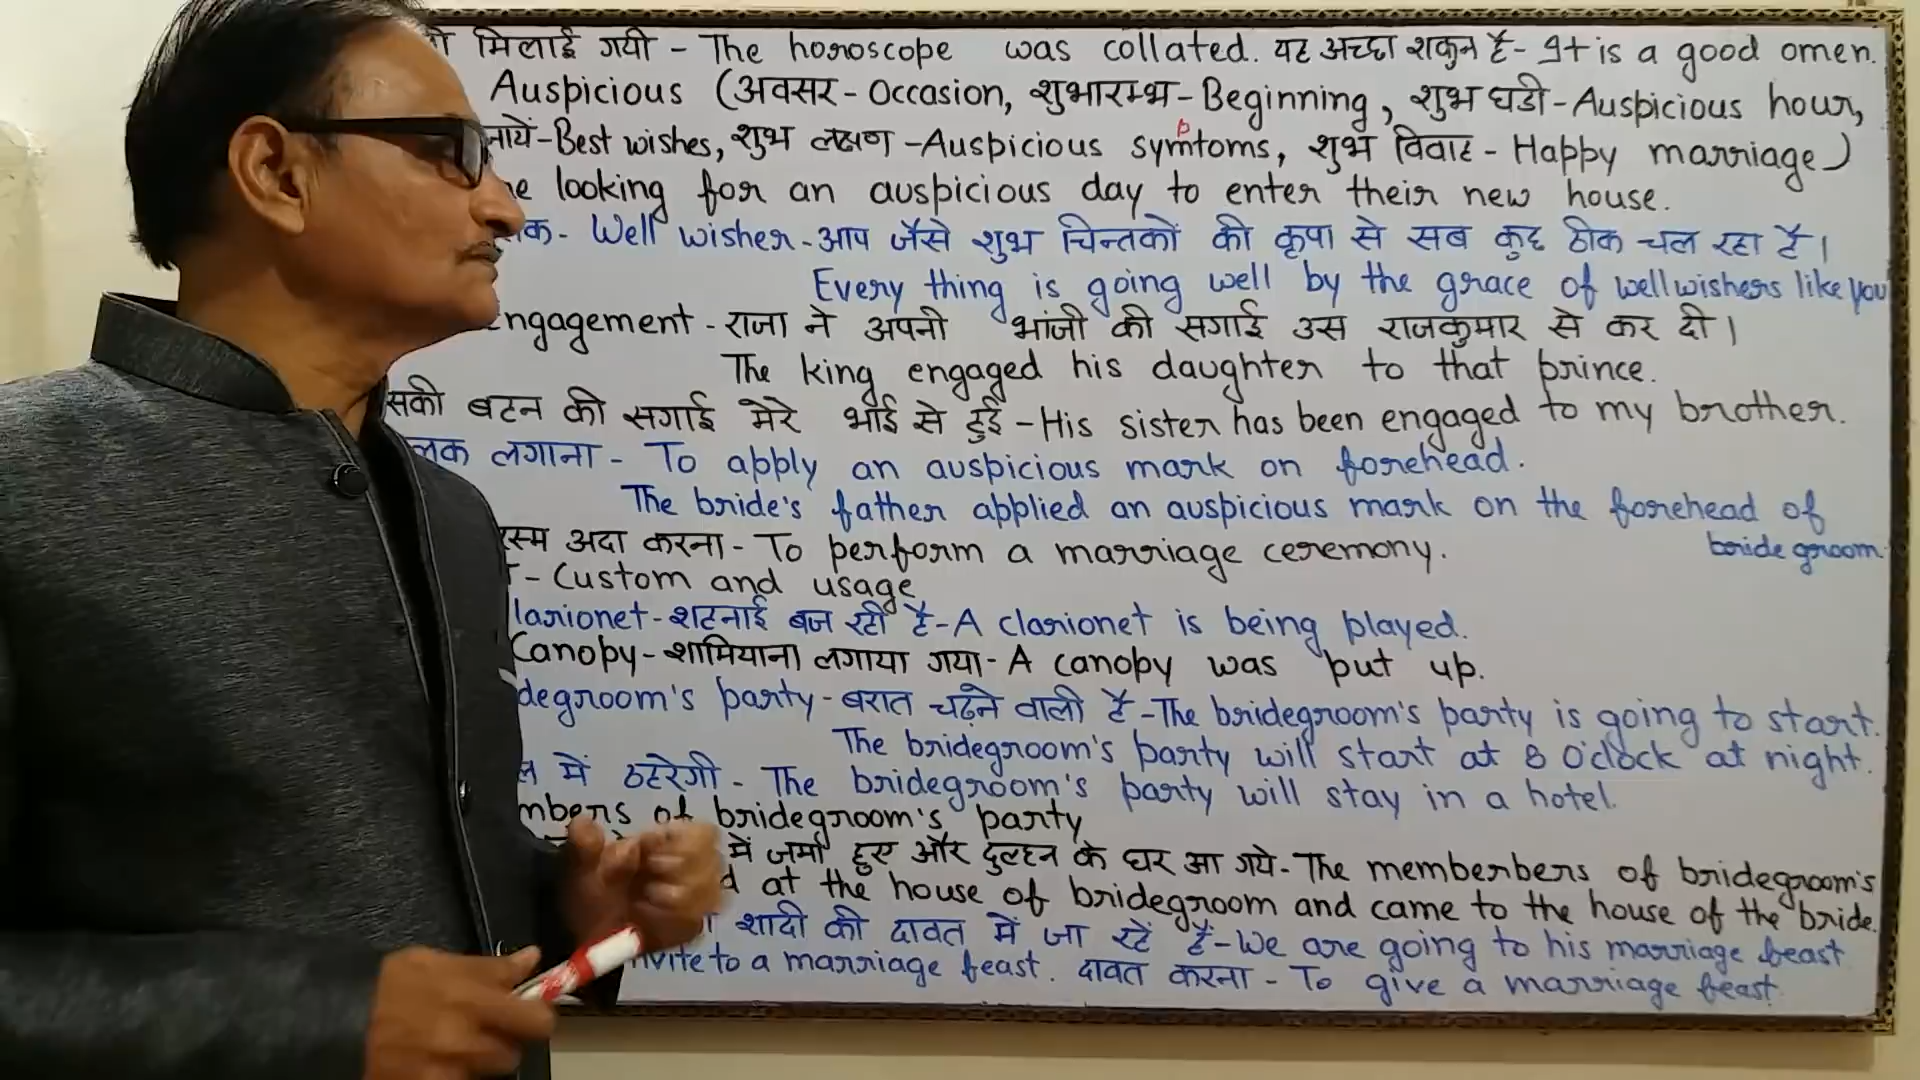 मिलाई गयी - The horoscope was collated. यह अच्छा शकुन है - It is a good omen.
Auspicious (अवसर - Occasion, शुभारम्भ - Beginning, शुभ घडी - Auspicious hour,
नायें - Best wishes, शुभ लक्षण - Auspicious symptoms, शुभ विवाह - Happy marriage)
looking for an auspicious day to enter their new house.
तक - Well wisher - आप जैसे शुभ चिन्तकों की कृपा से सब कुछ ठीक चल रहा है।
Every thing is going well by the grace of wellwishers like you
ngagement - राजा ने अपनी भांजी की सगाई उस राजकुमार से कर दी।
The king engaged his daughter to that prince.
सकी बहन की सगाई मेरे भाई से हुई - His sister has been engaged to my brother.
लक लगाना - To apply an auspicious mark on forehead.
The bride's father applied an auspicious mark on the forehead of
bride groom
रस्म अदा करना - To perform a marriage ceremony.
- Custom and usage
larionet - शहनाई बज रही है - A clarionet is being played.
Canopy - शामियाना लगाया गया - A canopy was put up.
degroom's party - बरात चढ़ने वाली है - The bridegroom's party is going to start.
The bridegroom's party will start at 8 O'clock at night.
ल में ठहरेगी - The bridegroom's party will stay in a hotel.
mbers of bridegroom's party
में जमा हुए और दुल्हन के घर आ गये - The memberbers of bridegroom's
d at the house of bridegroom and came to the house of the bride.
शादी की दावत में जा रहें हैं - We are going to his marriage feast
nvite to a marriage feast. दावत करना - To give a marriage feast.